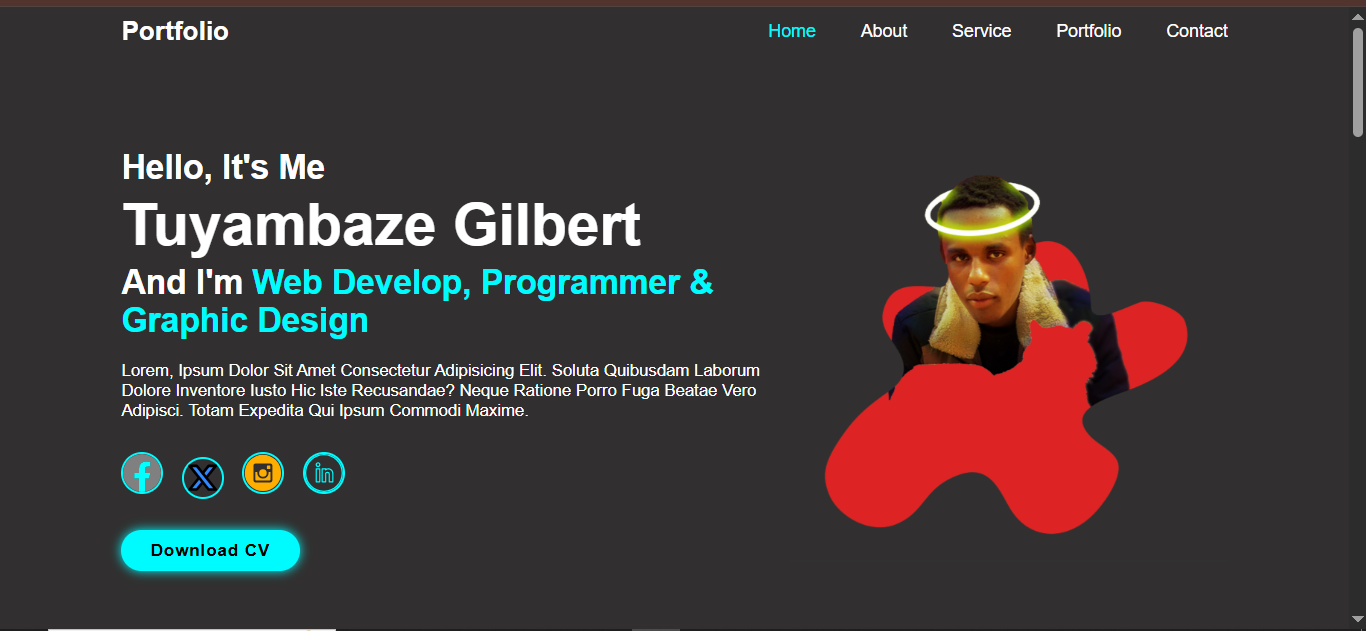 Portfolio
Home About Service Portfolio Contact
Hello, It's Me
Tuyambaze Gilbert
And I'm Web Develop, Programmer &
Graphic Design
Lorem, Ipsum Dolor Sit Amet Consectetur Adipisicing Elit. Soluta Quibusdam Laborum
Dolore Inventore Iusto Hic Iste Recusandae? Neque Ratione Porro Fuga Beatae Vero
Adipisci. Totam Expedita Qui Ipsum Commodi Maxime.
f X in
Download CV